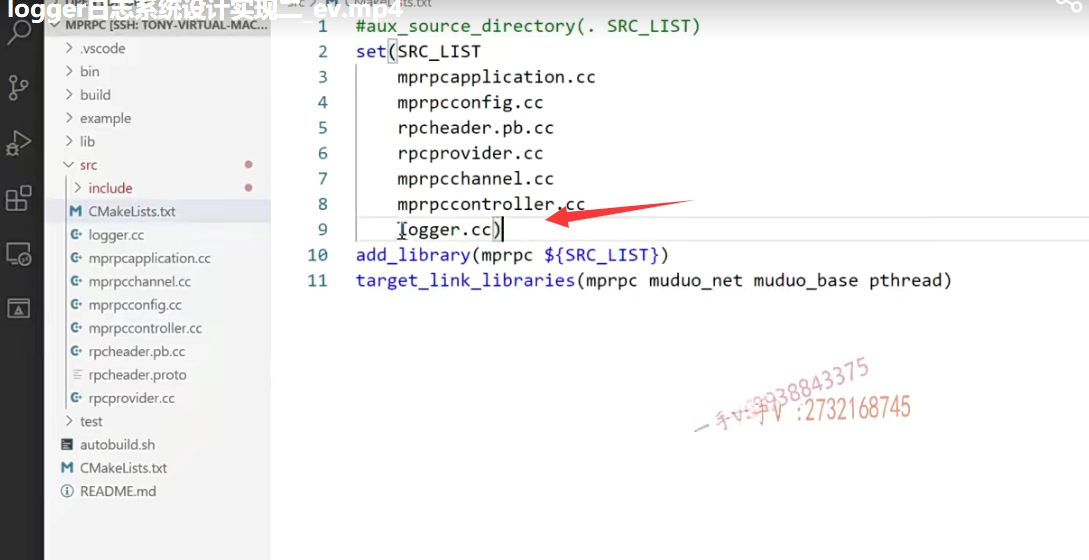 logger日志系统设计实现二_ev.mp4
CMakeLists.txt
MPRPC [SSH: TONY-VIRTUAL-MAC...
.vscode
bin
build
example
lib
src
include
CMakeLists.txt
logger.cc
mprpcapplication.cc
mprpcchannel.cc
mprpcconfig.cc
mprpccontroller.cc
rpcheader.pb.cc
rpcheader.proto
rpcprovider.cc
test
autobuild.sh
CMakeLists.txt
README.md
1 #aux_source_directory(. SRC_LIST)
2 set(SRC_LIST
3 mprpcapplication.cc
4 mprpcconfig.cc
5 rpcheader.pb.cc
6 rpcprovider.cc
7 mprpcchannel.cc
8 mprpccontroller.cc
9 logger.cc)
10 add_library(mprpc ${SRC_LIST})
11 target_link_libraries(mprpc muduo_net muduo_base pthread)
一手V:2732168745